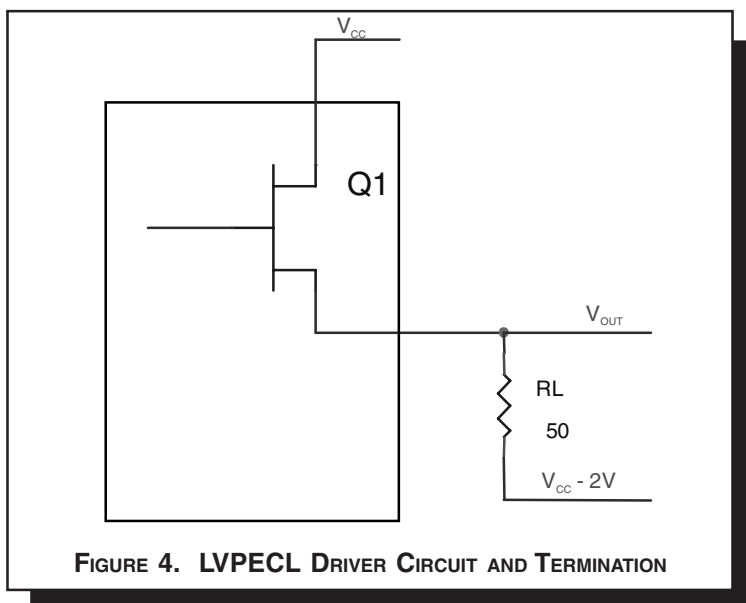 VCC
Q1
VOUT
RL
50
VCC - 2V
FIGURE 4. LVPECL DRIVER CIRCUIT AND TERMINATION